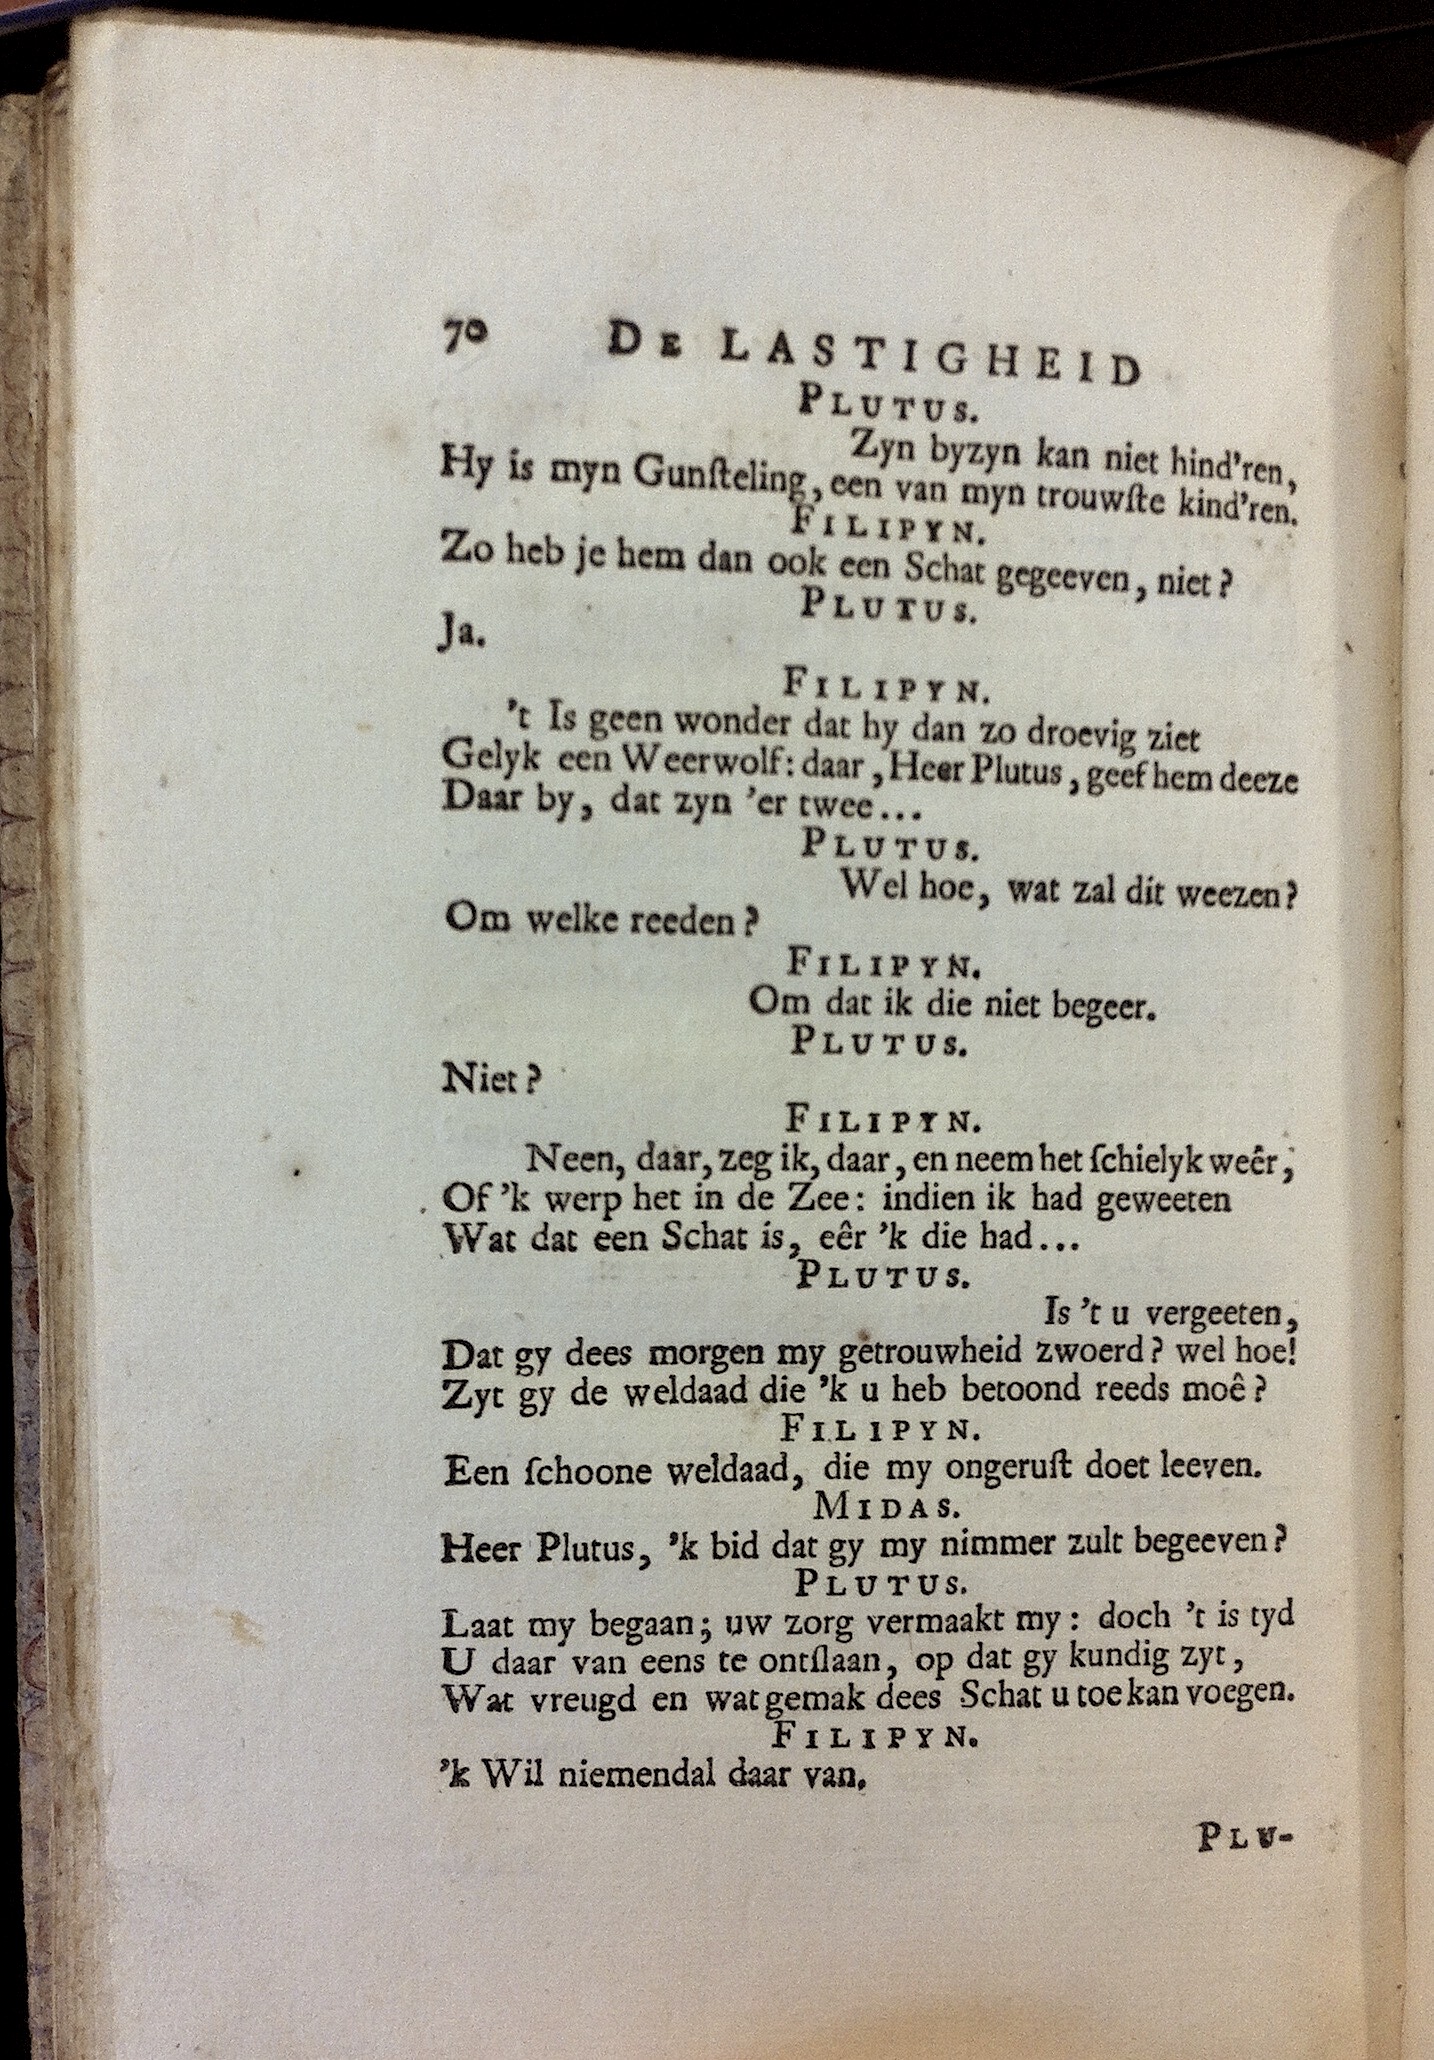 70 DE LASTIGHEID
PLUTUS.
Zyn byzyn kan niet hind'ren,
Hy is myn Gunſteling, een van myn trouwſte kind'ren.
FILIPYN.
Zo heb je hem dan ook een Schat gegeeven, niet?
PLUTUS.
Ja.
FILIPYN.
't Is geen wonder dat hy dan zo droevig ziet
Gelyk een Weerwolf: daar, Heer Plutus, geef hem deeze
Daar by, dat zyn 'er twee...
PLUTUS.
Wel hoe, wat zal dit weezen?
Om welke reeden?
FILIPYN.
Om dat ik die niet begeer.
PLUTUS.
Niet?
FILIPYN.
Neen, daar, zeg ik, daar, en neem het ſchielyk weêr,
Of 'k werp het in de Zee: indien ik had geweeten
Wat dat een Schat is, eêr 'k die had...
PLUTUS.
Is 't u vergeeten,
Dat gy dees morgen my getrouwheid zwoerd? wel hoe!
Zyt gy de weldaad die 'k u heb betoond reeds moê?
FILIPYN.
Een ſchoone weldaad, die my ongeruſt doet leeven.
MIDAS.
Heer Plutus, 'k bid dat gy my nimmer zult begeeven?
PLUTUS.
Laat my begaan; uw zorg vermaakt my: doch 't is tyd
U daar van eens te ontſlaan, op dat gy kundig zyt,
Wat vreugd en wat gemak dees Schat u toe kan voegen.
FILIPYN.
'k Wil niemendal daar van.
PLU-